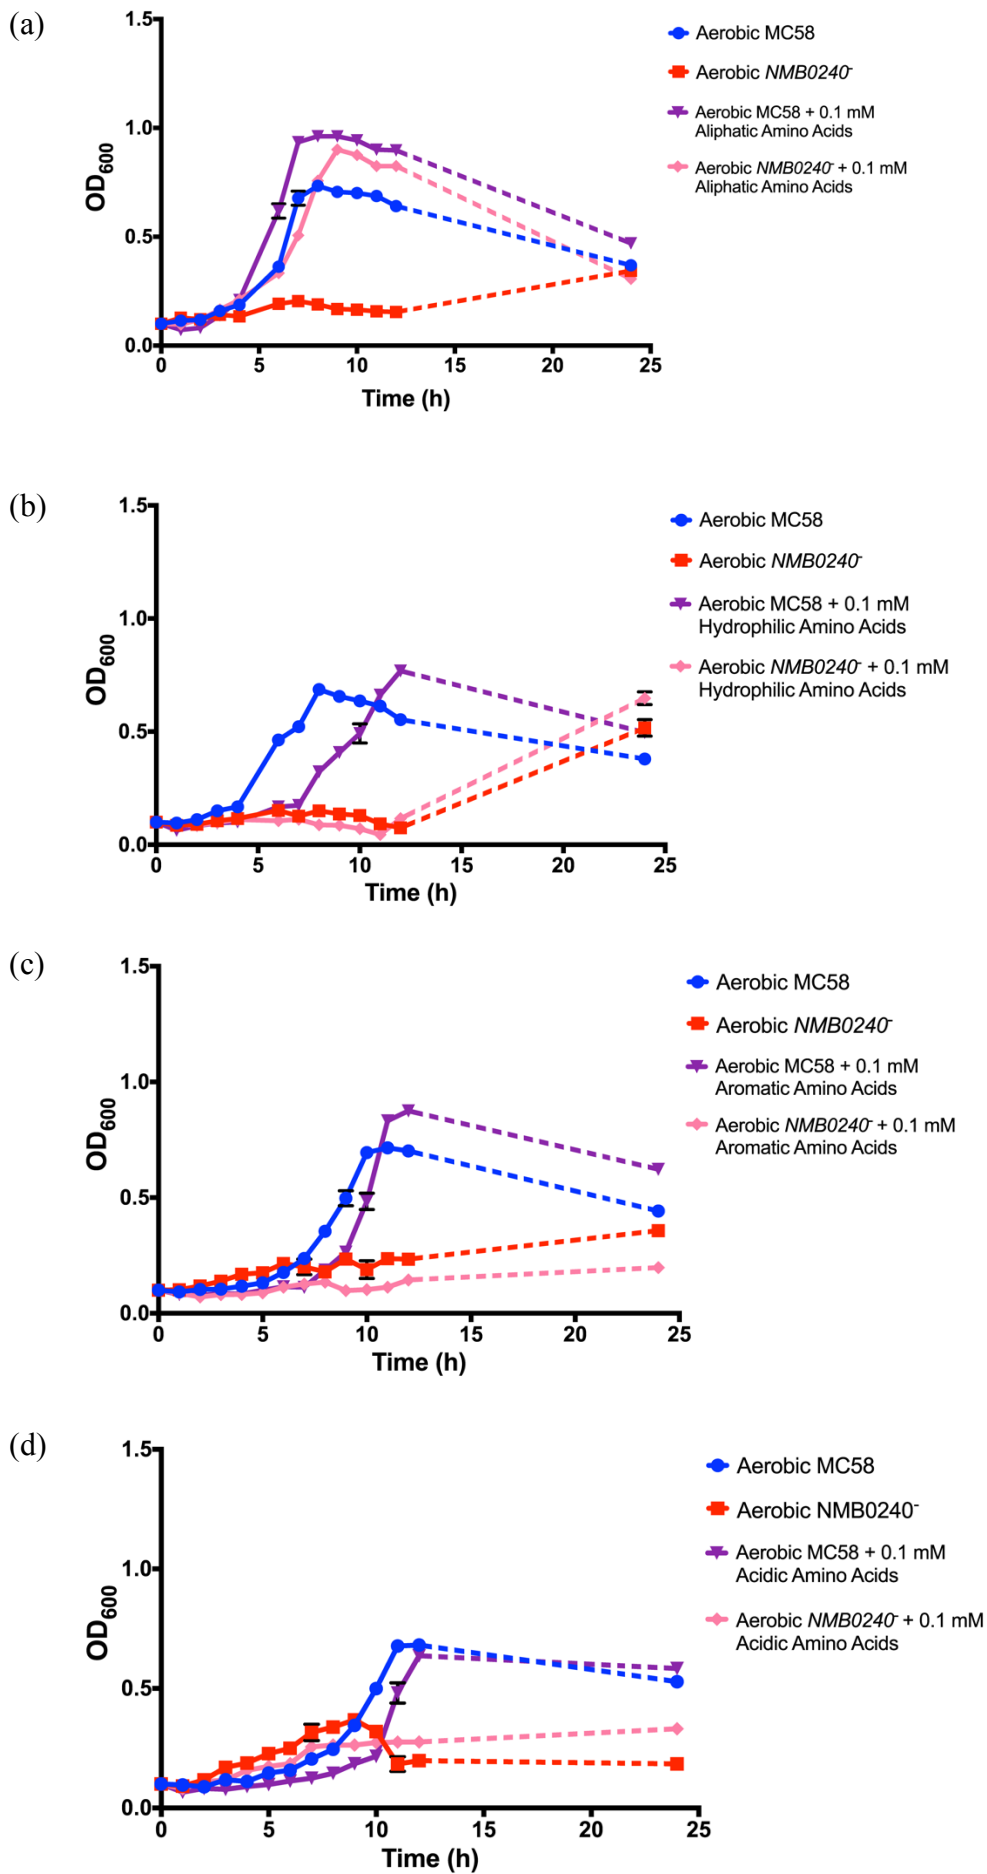 (a)
1.5
1.0
0.5
0.0
OD600
0 5 10 15 20 25
Time (h)
Aerobic MC58
Aerobic NMB0240-
Aerobic MC58 + 0.1 mM
Aliphatic Amino Acids
Aerobic NMB0240- + 0.1 mM
Aliphatic Amino Acids
(b)
1.5
1.0
0.5
0.0
OD600
0 5 10 15 20 25
Time (h)
Aerobic MC58
Aerobic NMB0240-
Aerobic MC58 + 0.1 mM
Hydrophilic Amino Acids
Aerobic NMB0240- + 0.1 mM
Hydrophilic Amino Acids
(c)
1.5
1.0
0.5
0.0
OD600
0 5 10 15 20 25
Time (h)
Aerobic MC58
Aerobic NMB0240-
Aerobic MC58 + 0.1 mM
Aromatic Amino Acids
Aerobic NMB0240- + 0.1 mM
Aromatic Amino Acids
(d)
1.5
1.0
0.5
0.0
OD600
0 5 10 15 20 25
Time (h)
Aerobic MC58
Aerobic NMB0240-
Aerobic MC58 + 0.1 mM
Acidic Amino Acids
Aerobic NMB0240- + 0.1 mM
Acidic Amino Acids